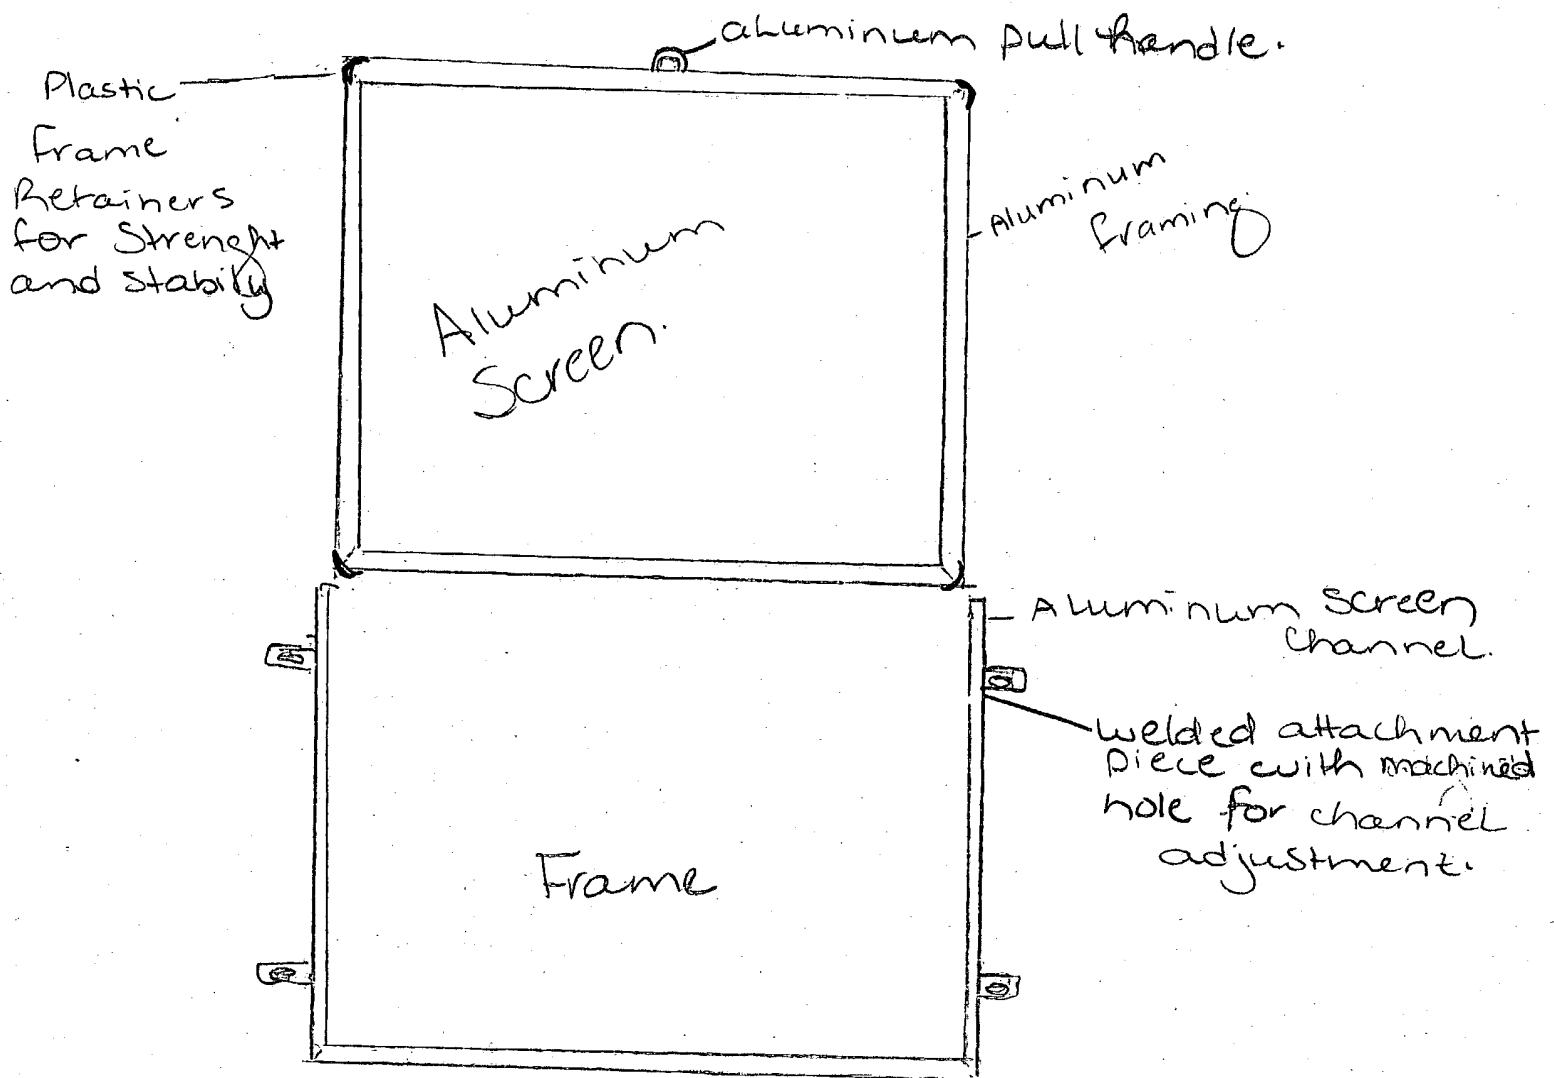 aluminum pull handle.
Plastic
Frame
Retainers
for Strenght
and Stability
Aluminum
framing
Aluminum
Screen.
Aluminum Screen
Channel.
welded attachment
Piece with machined
hole for channel
adjustment.
Frame